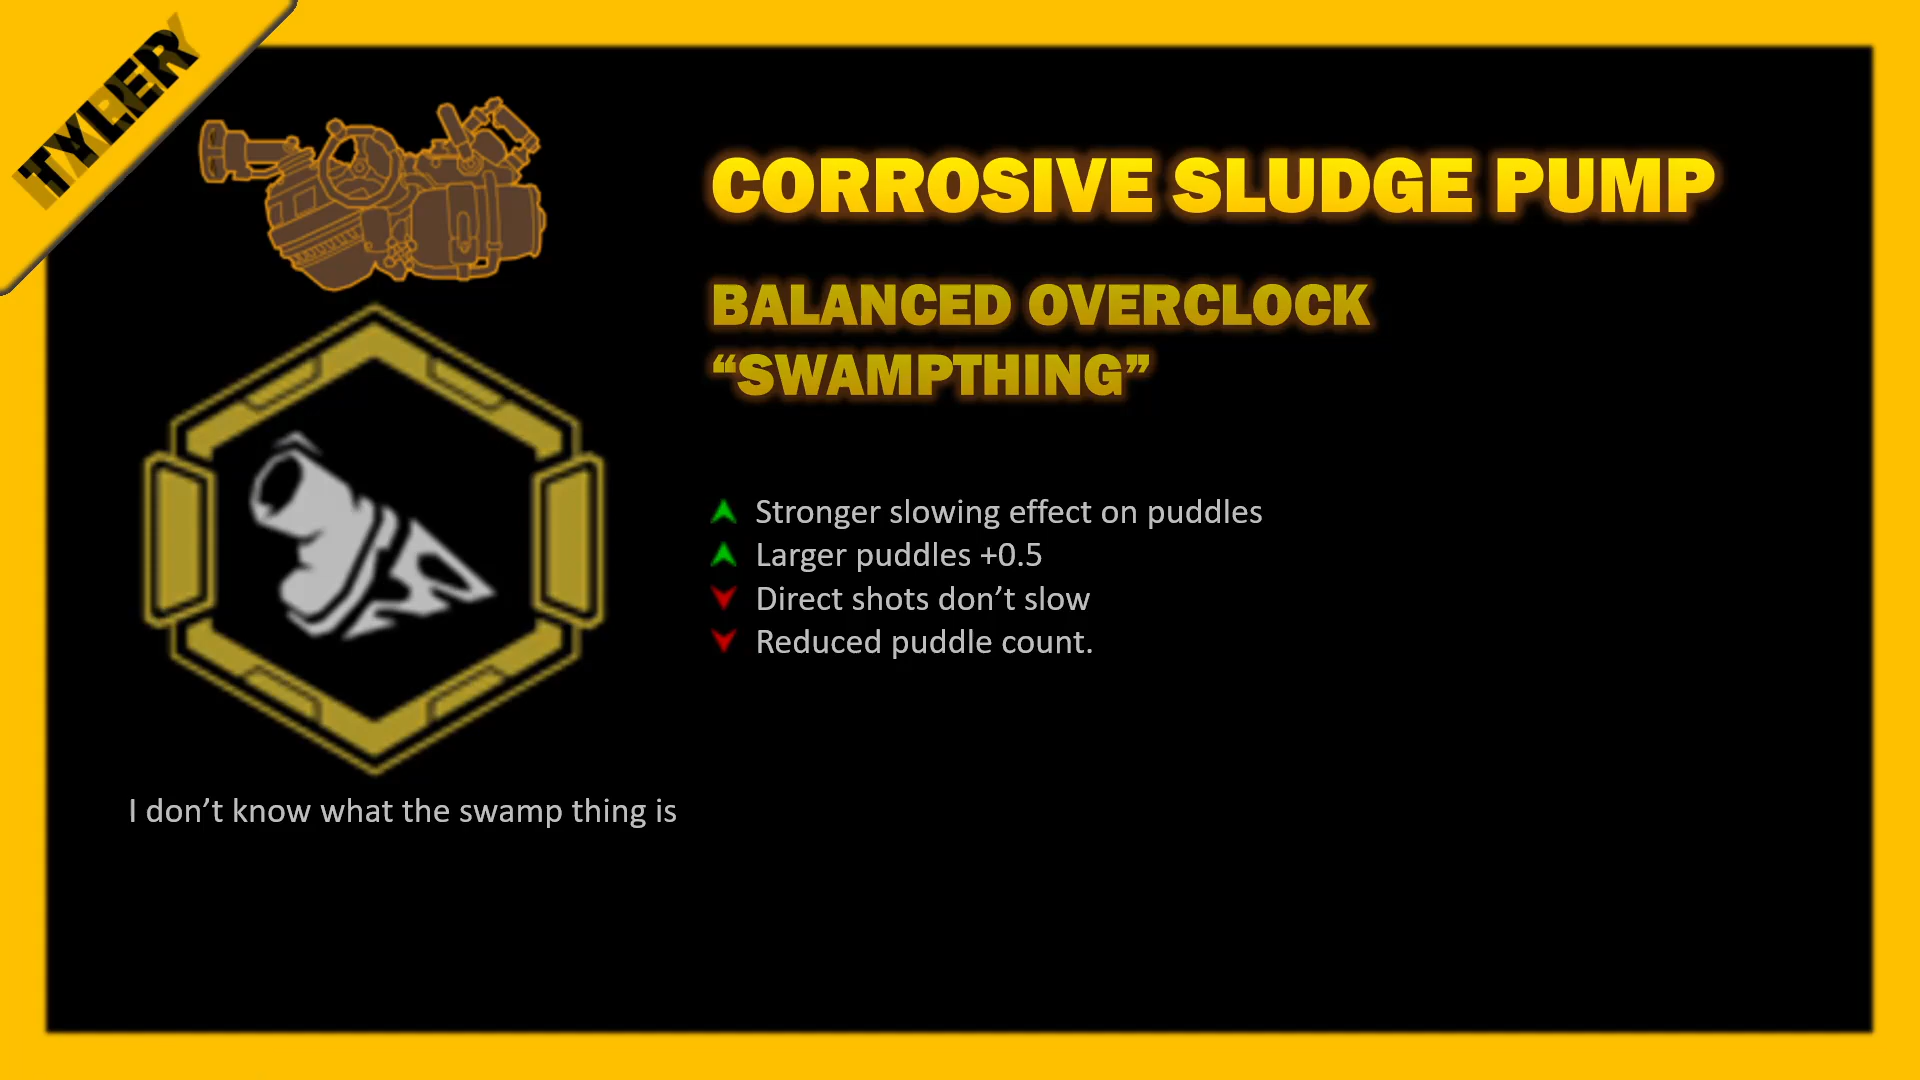 TYLER
CORROSIVE SLUDGE PUMP
BALANCED OVERCLOCK
“SWAMPTHING”
Stronger slowing effect on puddles
Larger puddles +0.5
Direct shots don’t slow
Reduced puddle count.
I don’t know what the swamp thing is